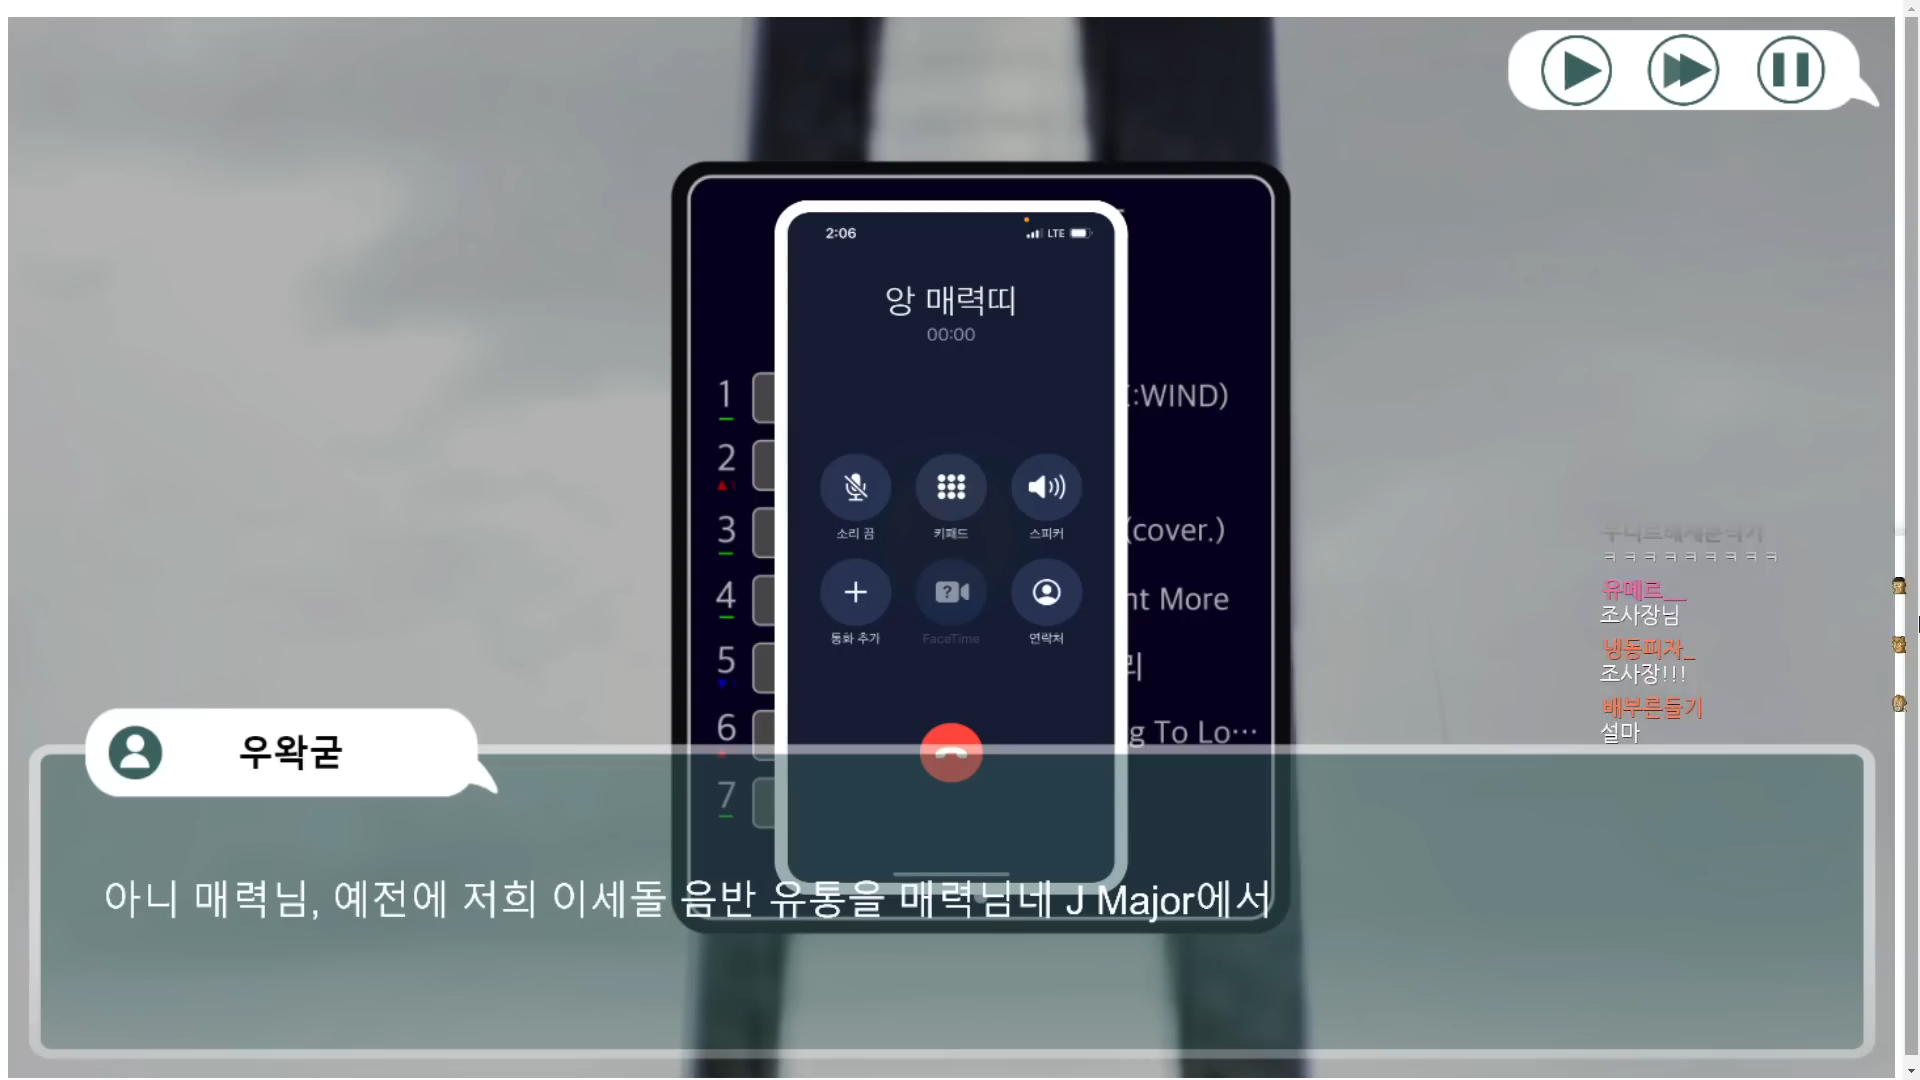 2:06
LTE
앙 매력띠
00:00
1
:WIND)
2
3
(cover.)
4
nt More
5
리
6
g To Lo…
7
소리 끔
키패드
스피커
통화 추가
FaceTime
연락처
ㅋㅋㅋㅋㅋㅋㅋㅋㅋ
유메르__
조사장님
냉동피자_
조사장!!!
배부른돌기
설마
우왁굳
아니 매력님, 예전에 저희 이세돌 음반 유통을 매력님네 J Major에서